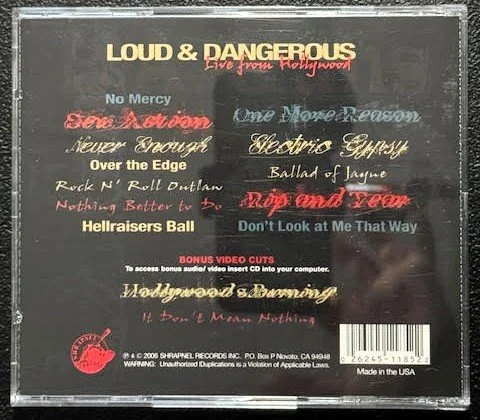 LOUD & DANGEROUS
Live from Hollywood
No Mercy
Sex Action
Never Enough
Over the Edge
Rock N' Roll Outlaw
Nothing Better to Do
Hellraisers Ball
One More Reason
Electric Gypsy
Ballad of Jayne
Rip and Tear
Don't Look at Me That Way
BONUS VIDEO CUTS
To access bonus audio/ video insert CD into your computer.
Hollywood's Burning
It Don't Mean Nothing
SHRAPNEL
℗ & © 2006 SHRAPNEL RECORDS INC. P.O. Box P Novato, CA 94948
WARNING: Unauthorized Duplications is a Violation of Applicable Laws.
0 26245-11852
Made in the USA